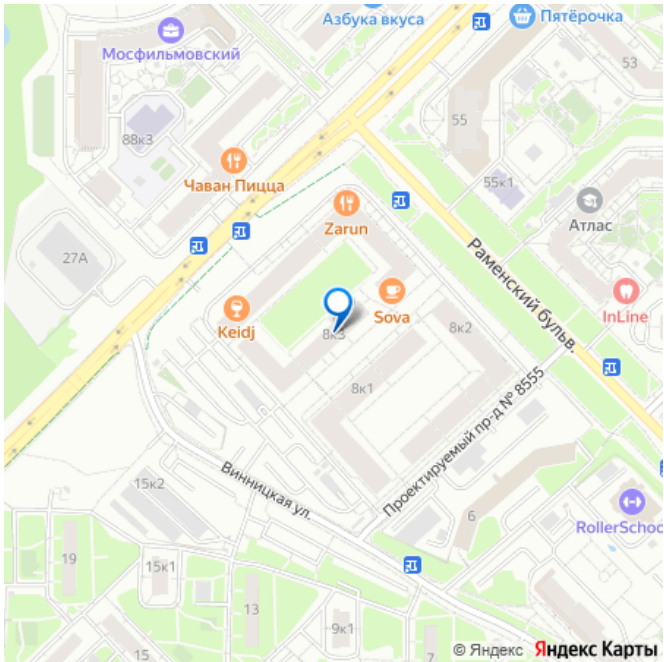 Азбука вкуса
Пятёрочка
Мосфильмовский
53
55
88к3
Чаван Пицца
55к1
Атлас
Zarun
27А
Раменский бульв.
InLine
Keidj
Sova
8к3
8к2
8к1
Проектируемый пр-д № 8555
Винницкая ул.
15к2
6
RollerSchoo
19
15к1
13
9к1
15
7
© Яндекс Яндекс Карты